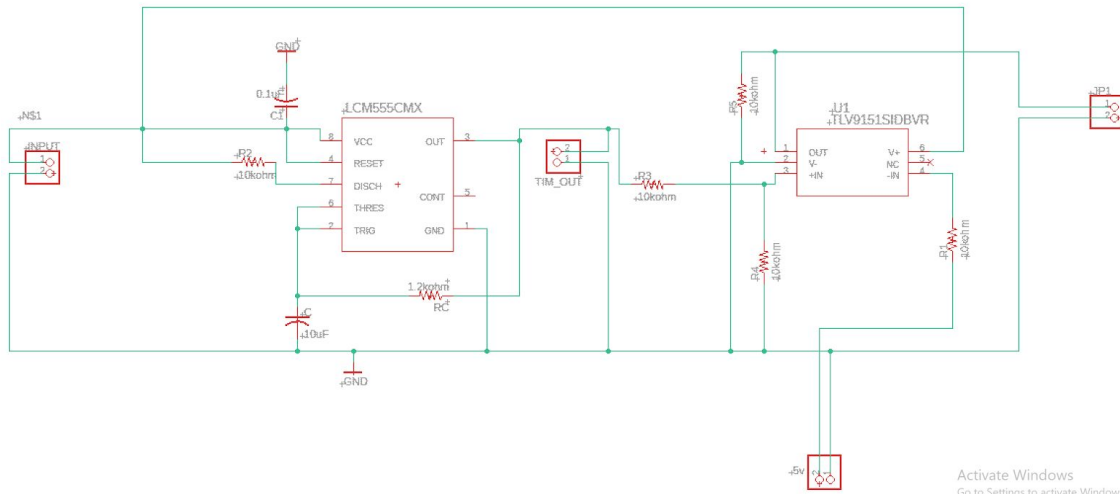 GND
0.1uF
C1
N$1
INPUT
1
2
R2
10kohm
LCM555CMX
8 VCC OUT 3
4 RESET
7 DISCH
CONT 5
6 THRES
2 TRIG GND 1
1.2kohm
RC
C
10uF
GND
2
1
TIM_OUT
R3
10kohm
R5
10kohm
R4
10kohm
U1
TLV9151SIDBVR
1 OUT V+ 6
2 V- NC 5
3 +IN -IN 4
R1
10kohm
JP1
1
2
5v
2 1
Activate Windows
Go to Settings to activate Windows